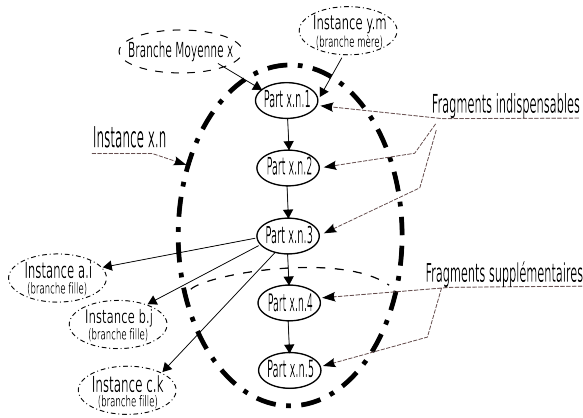 Instance y.m
(branche mère)
Branche Moyenne x
Part x.n.1
Fragments indispensables
Instance x.n
Part x.n.2
Part x.n.3
Instance a.i
(branche fille)
Fragments supplémentaires
Part x.n.4
Instance b.j
(branche fille)
Part x.n.5
Instance c.k
(branche fille)